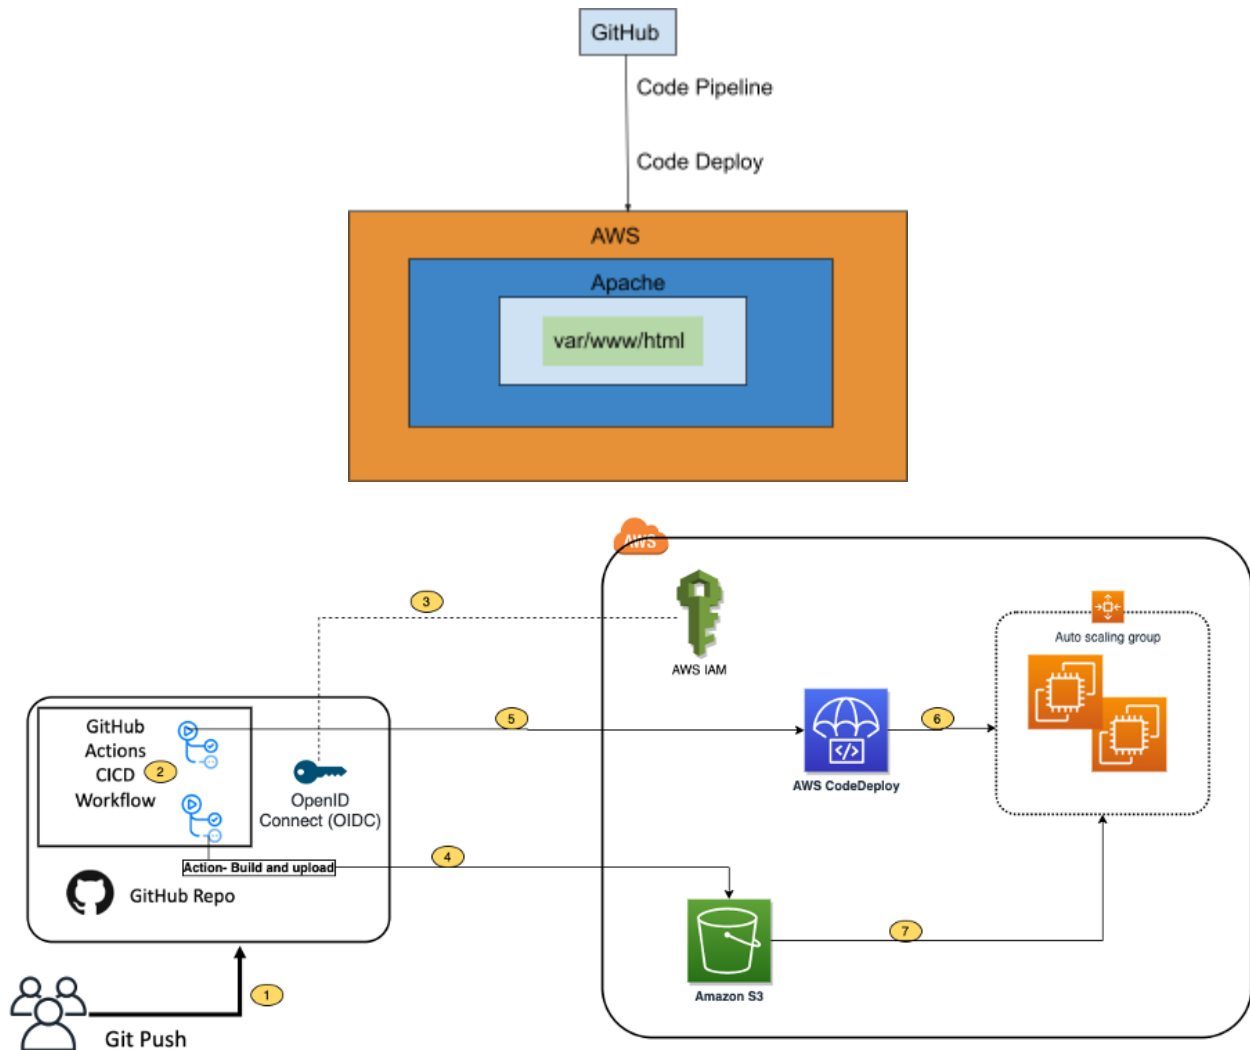 GitHub
Code Pipeline
Code Deploy
AWS
Apache
var/www/html
AWS
3
AWS IAM
Auto scaling group
GitHub
Actions
CICD
Workflow
2
5
6
OpenID
Connect (OIDC)
AWS CodeDeploy
Action- Build and upload
4
GitHub Repo
7
Amazon S3
1
Git Push